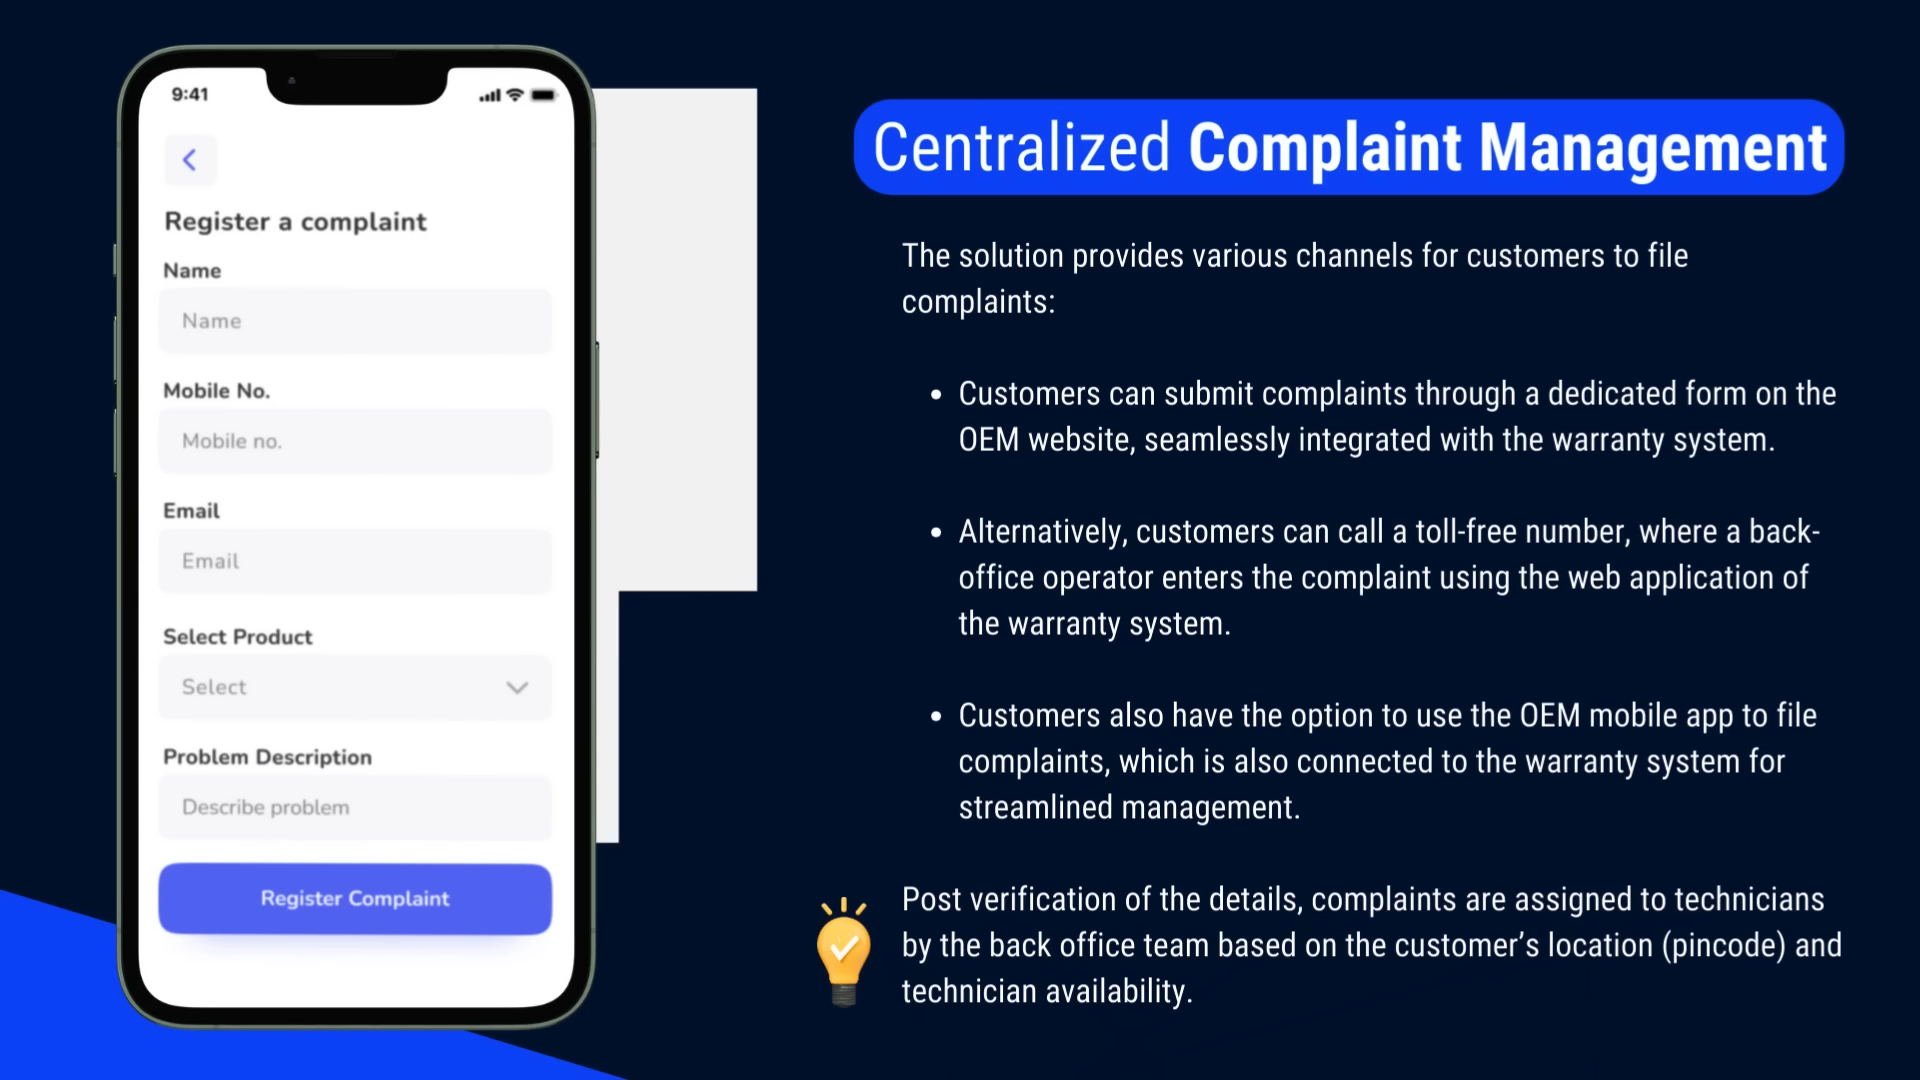 9:41
Register a complaint
Name
Name
Mobile No.
Mobile no.
Email
Email
Select Product
Select
Problem Description
Describe problem
Register Complaint
Centralized Complaint Management
The solution provides various channels for customers to file
complaints:
• Customers can submit complaints through a dedicated form on the
OEM website, seamlessly integrated with the warranty system.
• Alternatively, customers can call a toll-free number, where a back-
office operator enters the complaint using the web application of
the warranty system.
• Customers also have the option to use the OEM mobile app to file
complaints, which is also connected to the warranty system for
streamlined management.
Post verification of the details, complaints are assigned to technicians
by the back office team based on the customer’s location (pincode) and
technician availability.